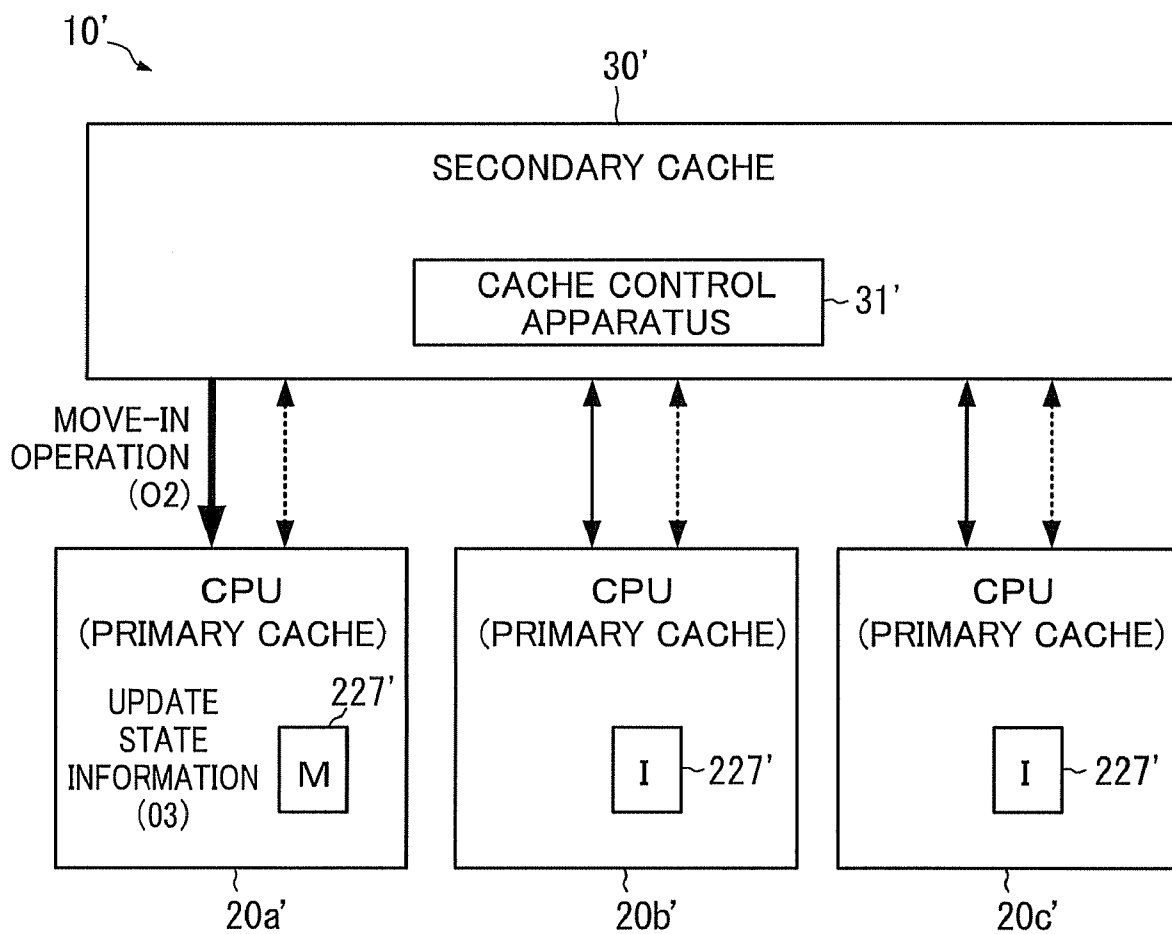 10'
30'
SECONDARY CACHE
CACHE CONTROL
APPARATUS
31'
MOVE-IN
OPERATION
(O2)
CPU
(PRIMARY CACHE)
UPDATE
STATE
INFORMATION
(03)
227'
M
20a'
CPU
(PRIMARY CACHE)
I
227'
20b'
CPU
(PRIMARY CACHE)
I
227'
20c'